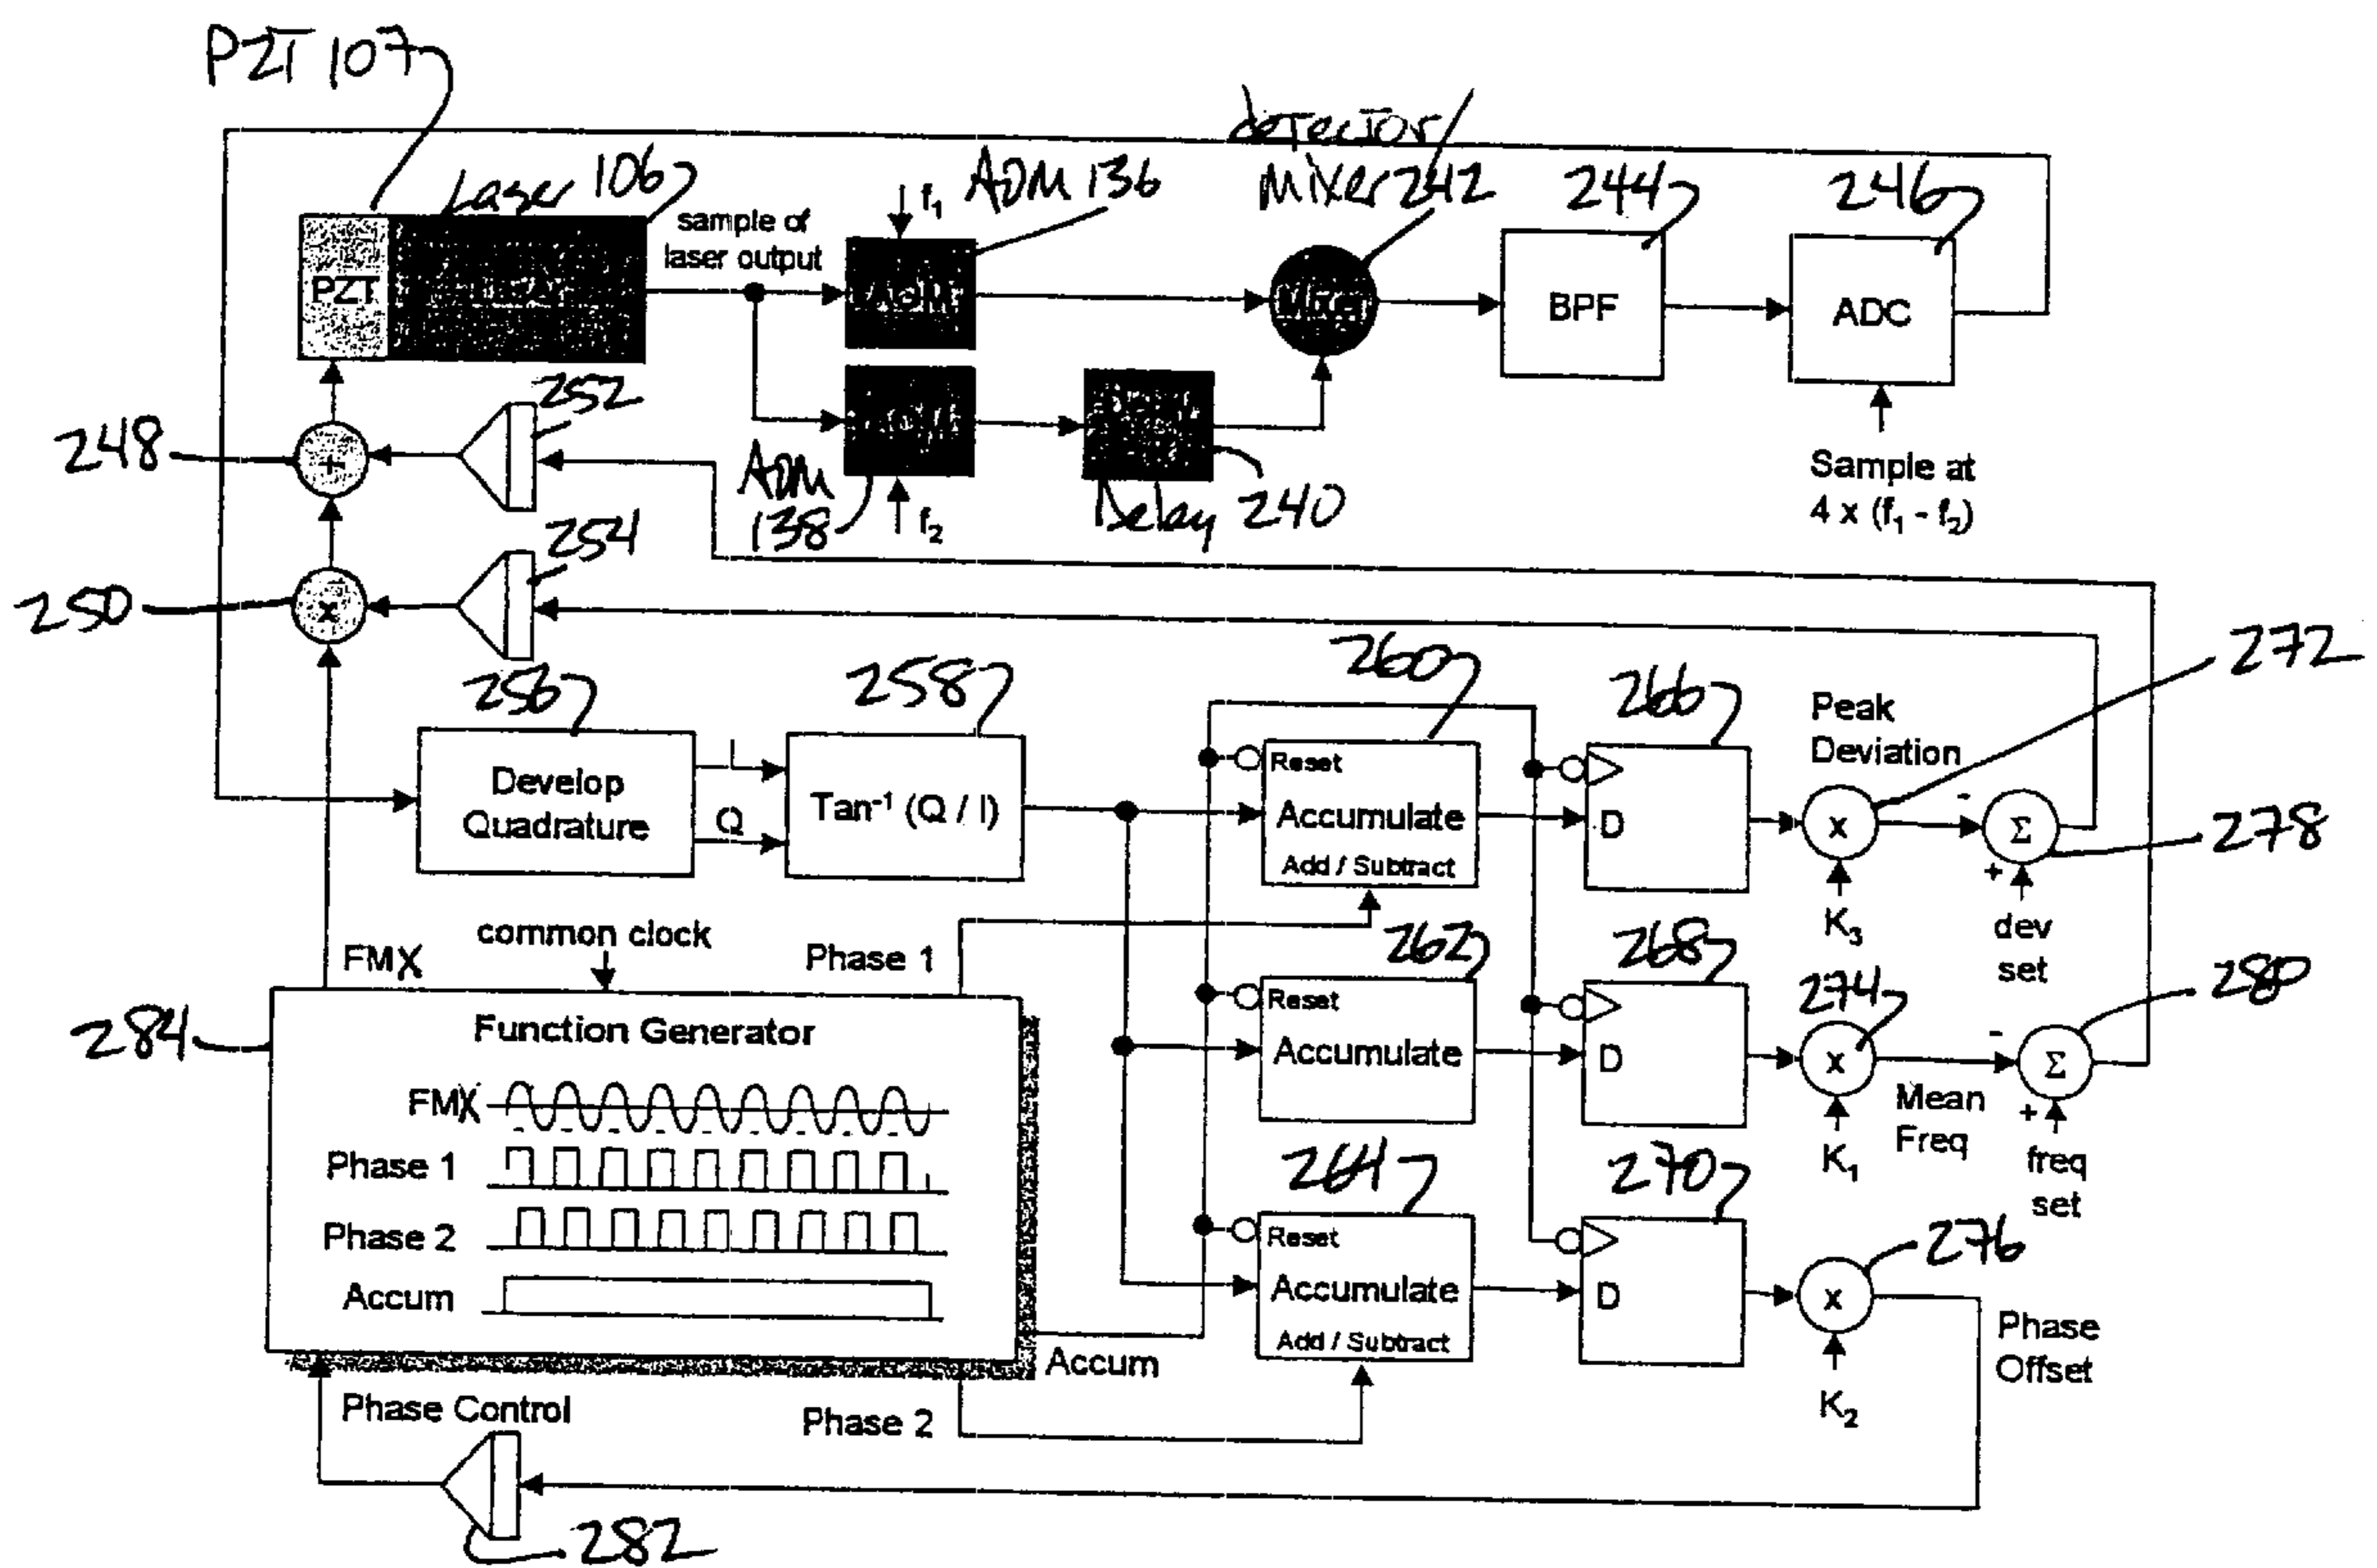 PZT 107
detector/
Mixer 242
Laser 106
AOM 136
244
246
f₁
sample of
laser output
PZT
AOM
Mixer
BPF
ADC
252
248
AOM
138
f₂
Delay 240
Sample at
4 x (f₁ - f₂)
254
250
256
258
260
266
272
Peak
Deviation
I
Q
Develop
Quadrature
Tan⁻¹ (Q / I)
Reset
Accumulate
Add / Subtract
D
x
-
Σ
+
278
K₃
dev
set
FMX
common clock
Phase 1
262
268
274
280
284
Function Generator
Reset
Accumulate
D
x
-
Σ
+
K₁
Mean
Freq
freq
set
FMX
Phase 1
Phase 2
Accum
264
270
276
Reset
Accumulate
Add / Subtract
D
x
K₂
Phase
Offset
Accum
Phase Control
Phase 2
282
+
x